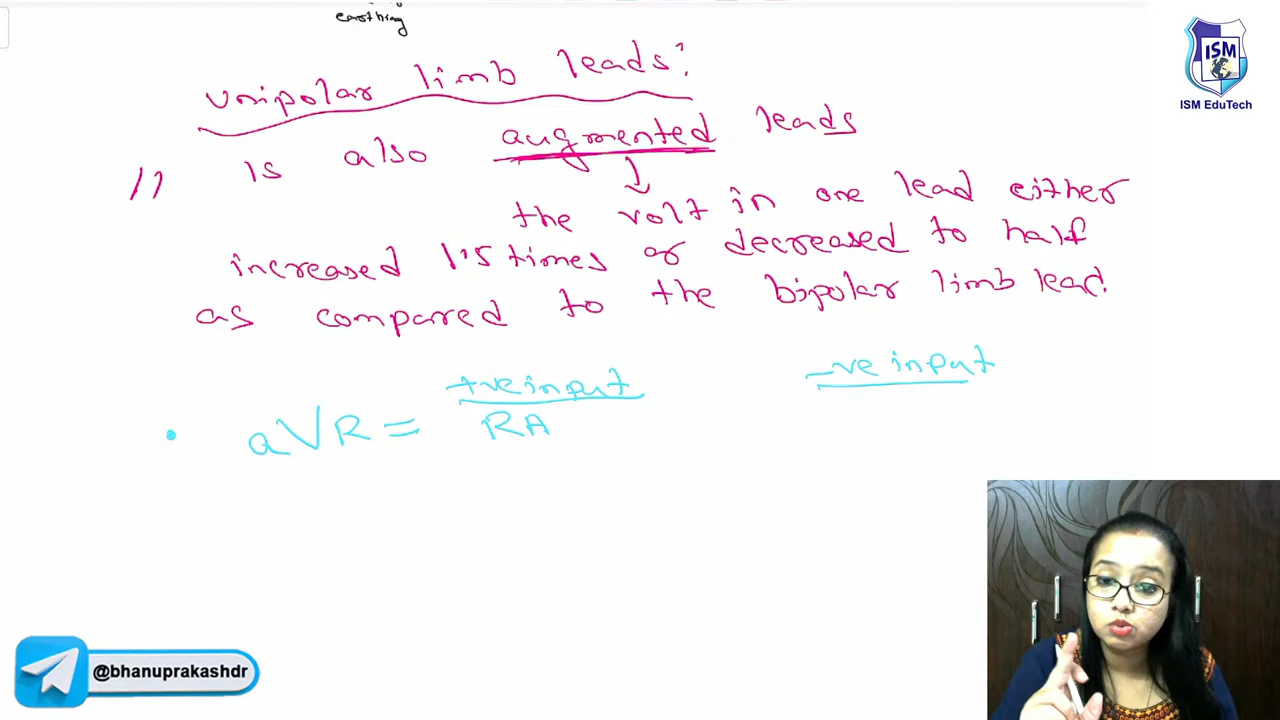 earthing
ISM
ISM EduTech
Unipolar limb leads:
11 is also augmented leads
↓
the volt in one lead either
increased 1.5 times or decreased to half
as compared to the bipolar limb lead.
+ve input -ve input
• aVR = RA
@bhanuprakashdr